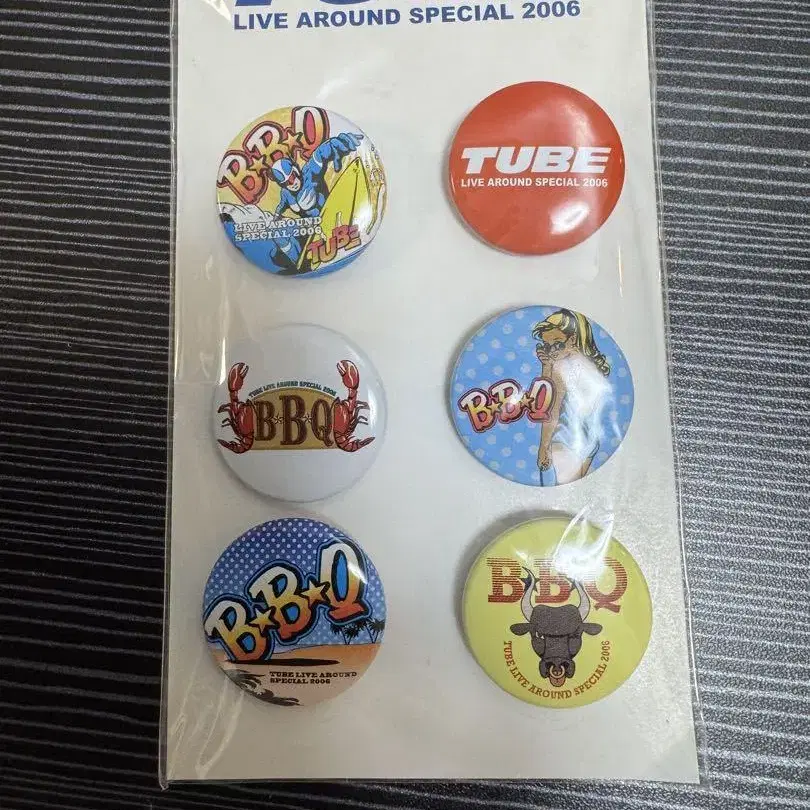 LIVE AROUND SPECIAL 2006
B★B★Q
LIVE AROUND
SPECIAL 2006
TUBE
TUBE
LIVE AROUND SPECIAL 2006
TUBE LIVE AROUND SPECIAL 2006
B★B★Q
B★B★Q
B★B★Q
TUBE LIVE AROUND
SPECIAL 2006
BBQ
TUBE LIVE AROUND SPECIAL 2006